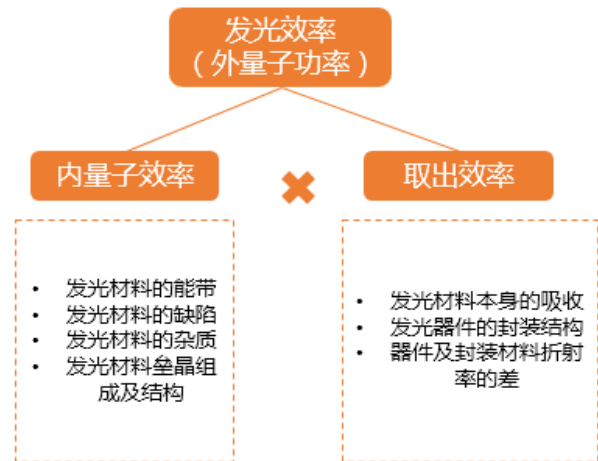 发光效率
（外量子功率）
内量子效率
取出效率
• 发光材料的能带
• 发光材料的缺陷
• 发光材料的杂质
• 发光材料垒晶组
成及结构
• 发光材料本身的吸收
• 发光器件的封装结构
• 器件及封装材料折射
率的差